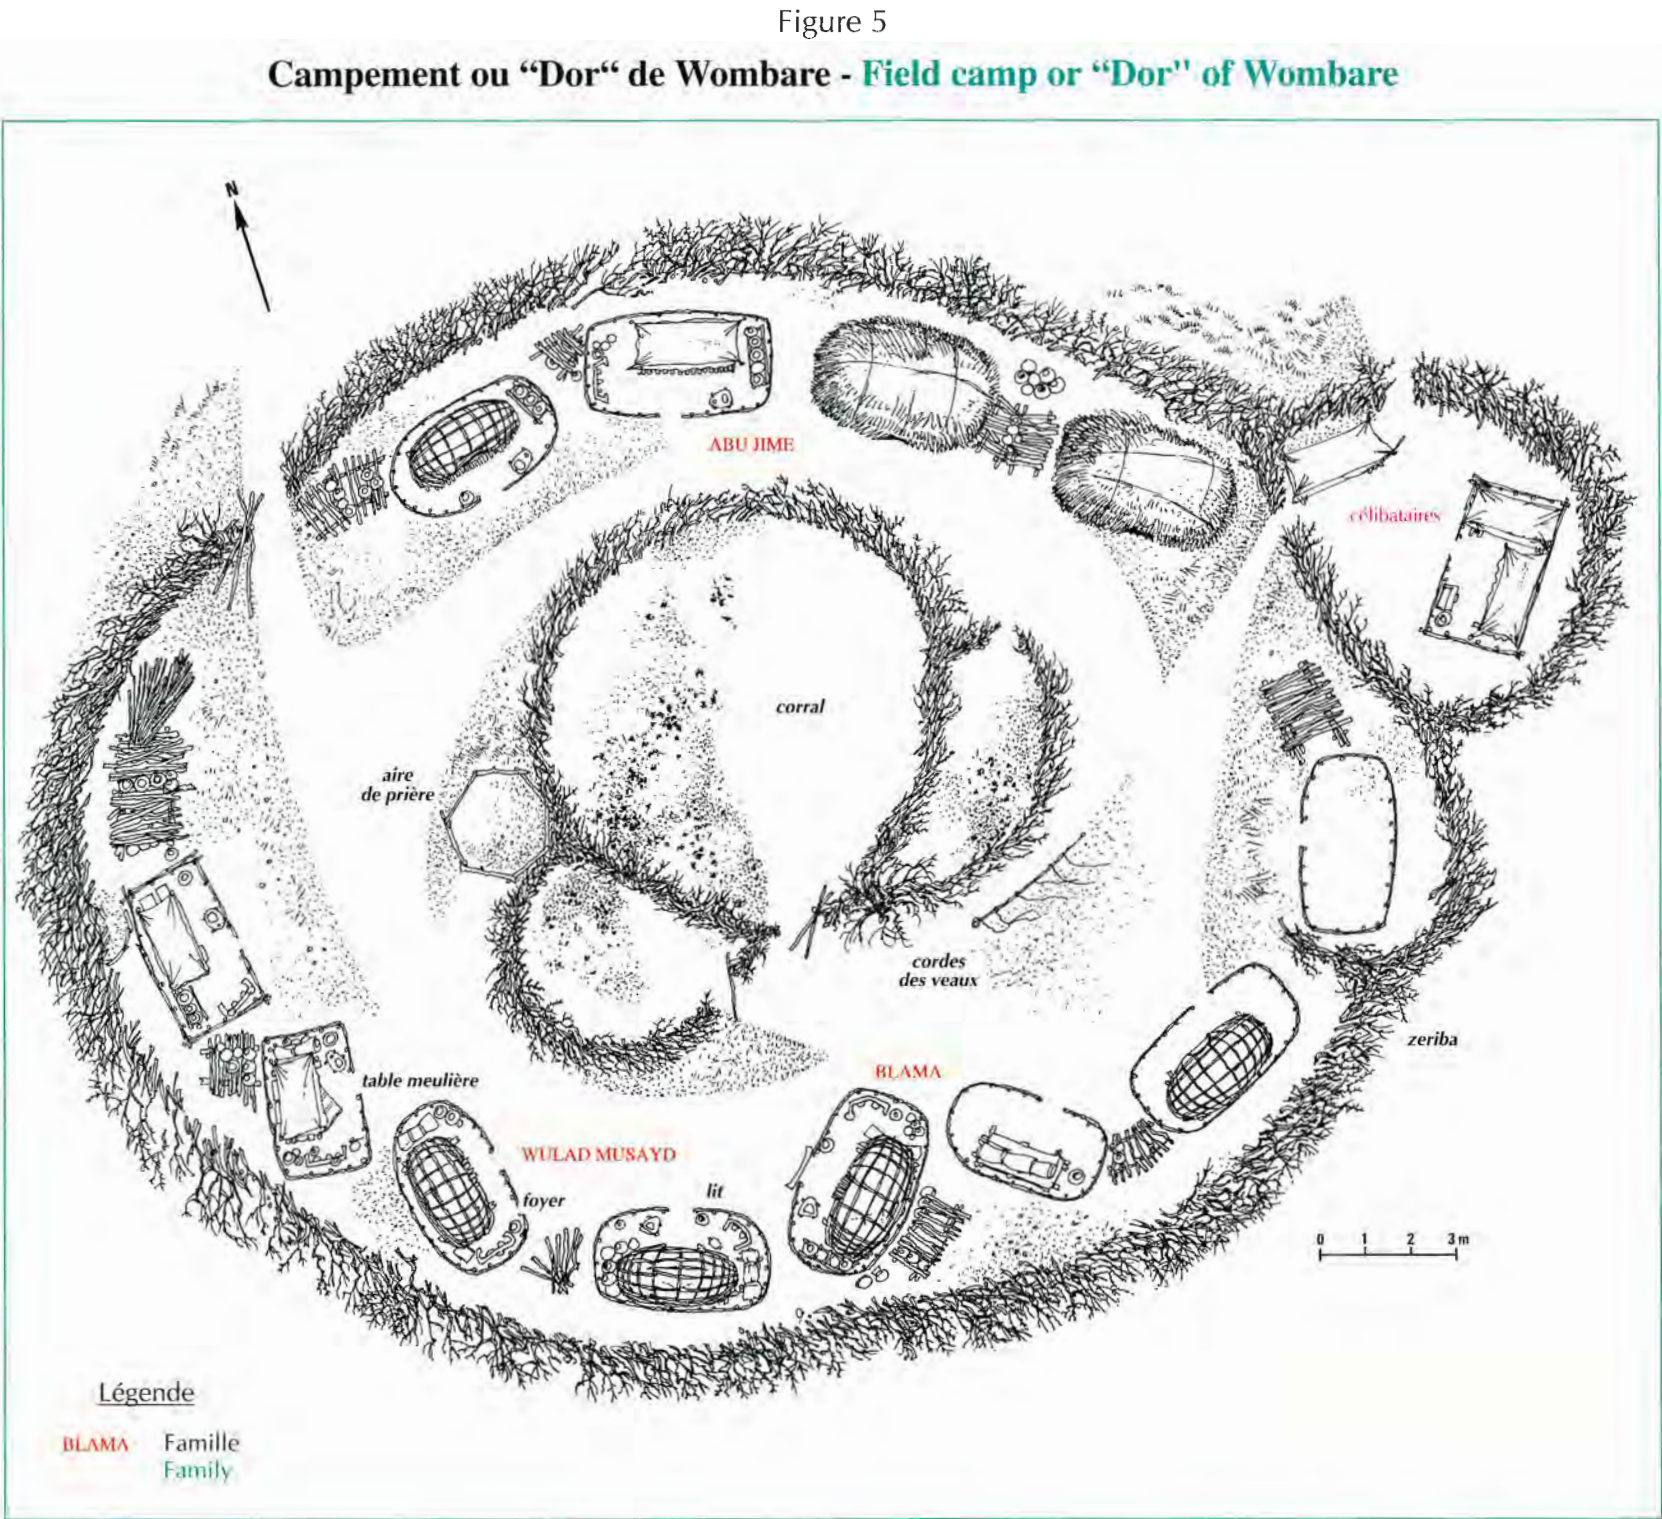 Figure 5
Campement ou “Dor“ de Wombare - Field camp or “Dor" of Wombare
N
ABU JIME
célibataires
corral
aire
de prière
cordes
des veaux
zeriba
BLAMA
table meulière
WULAD MUSAYD
foyer
lit
0 1 2 3 m
Légende
BLAMA Famille
Family